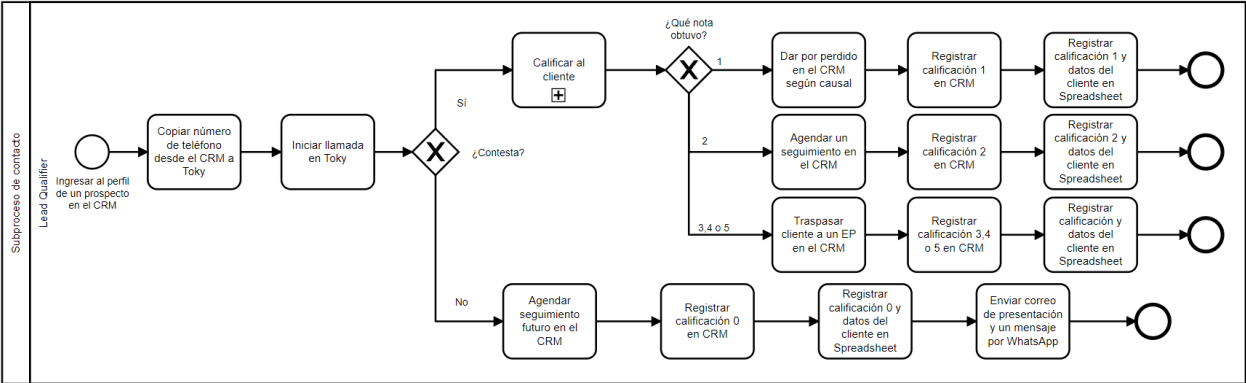 Subproceso de contacto
Lead Qualifier
Ingresar al perfil
de un prospecto
en el CRM
Copiar número
de teléfono
desde el CRM a
Toky
Iniciar llamada
en Toky
¿Contesta?
Sí
Calificar al
cliente
¿Qué nota
obtuvo?
1
Dar por perdido
en el CRM
según causal
Registrar
calificación 1
en CRM
Registrar
calificación 1 y
datos del
cliente en
Spreadsheet
2
Agendar un
seguimiento en
el CRM
Registrar
calificación 2
en CRM
Registrar
calificación 2 y
datos del
cliente en
Spreadsheet
3,4 o 5
Traspasar
cliente a un EP
en el CRM
Registrar
calificación 3,4
o 5 en CRM
Registrar
calificación y
datos del
cliente en
Spreadsheet
No
Agendar
seguimiento
futuro en el
CRM
Registrar
calificación 0
en CRM
Registrar
calificación 0 y
datos del
cliente en
Spreadsheet
Enviar correo
de presentación
y un mensaje
por WhatsApp